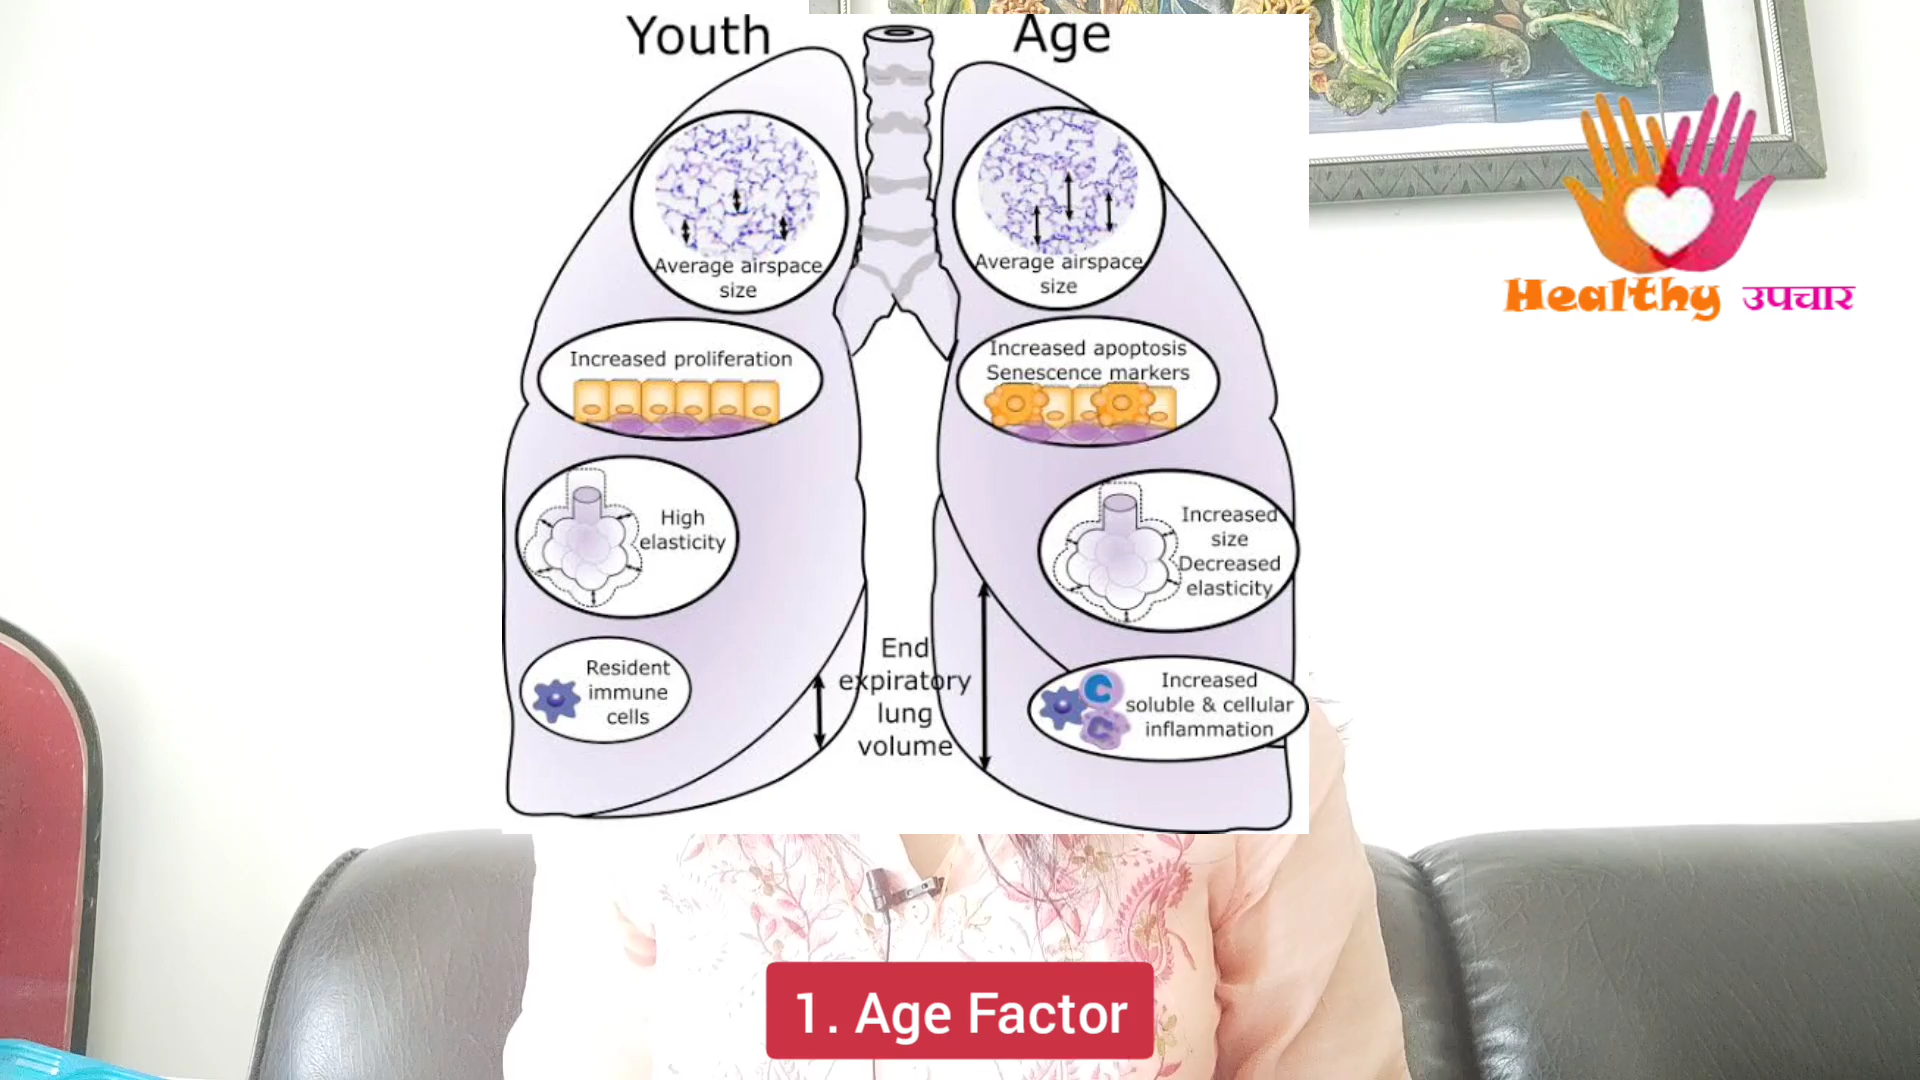 Youth
Age
Average airspace
size
Average airspace
size
Increased proliferation
Increased apoptosis
Senescence markers
High
elasticity
Increased
size
Decreased
elasticity
Resident
immune
cells
End
expiratory
lung
volume
Increased
soluble & cellular
inflammation
Healthy उपचार
1. Age Factor